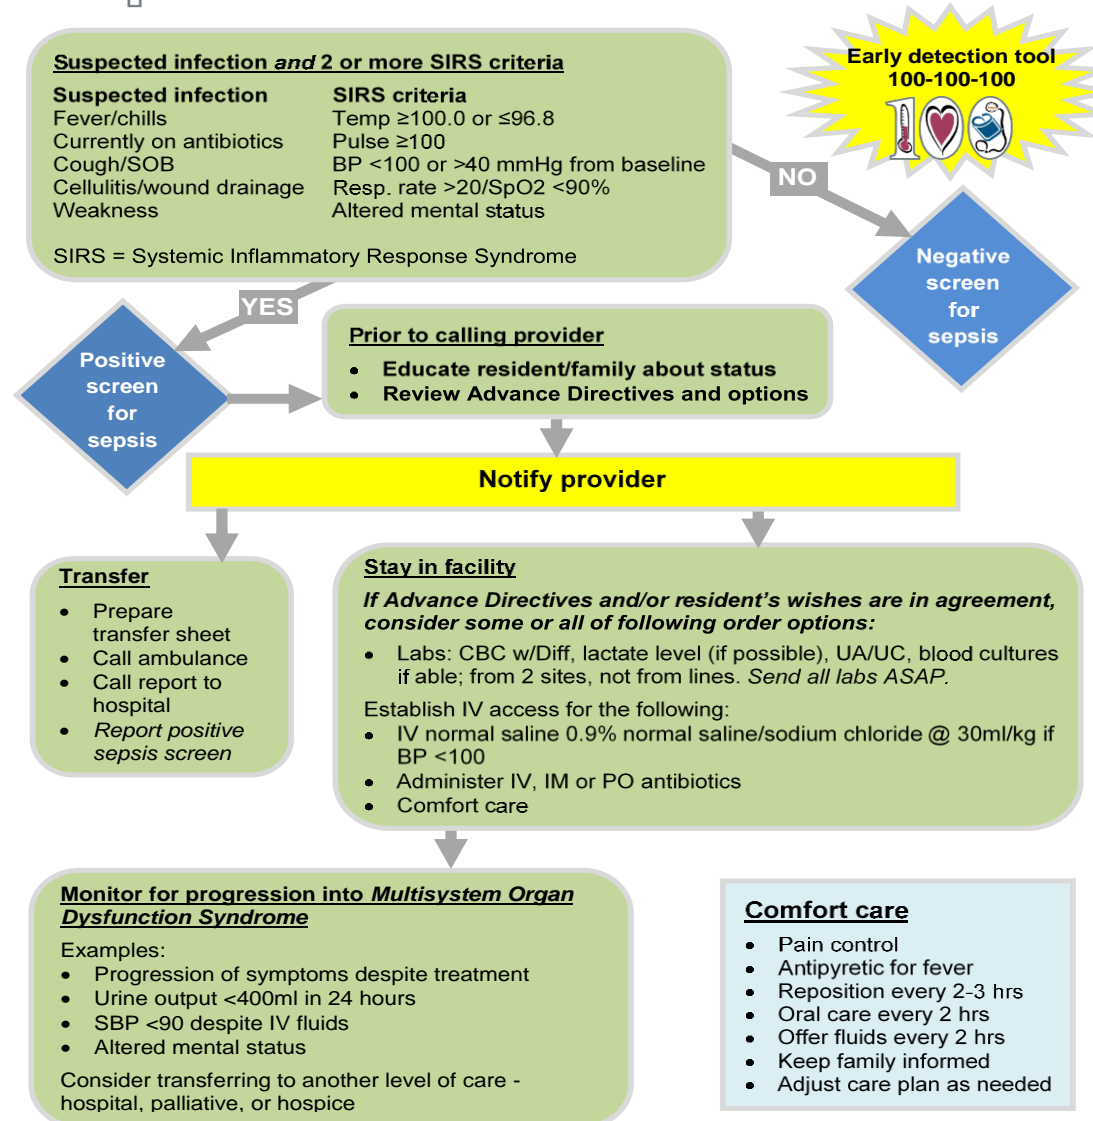 Suspected infection and 2 or more SIRS criteria
Suspected infection SIRS criteria
Fever/chills Temp ≥100.0 or ≤96.8
Currently on antibiotics Pulse ≥100
Cough/SOB BP <100 or >40 mmHg from baseline
Cellulitis/wound drainage Resp. rate >20/SpO2 <90%
Weakness Altered mental status
SIRS = Systemic Inflammatory Response Syndrome
Early detection tool
100-100-100
100
NO
Negative
screen
for
sepsis
YES
Positive
screen
for
sepsis
Prior to calling provider
• Educate resident/family about status
• Review Advance Directives and options
Notify provider
Transfer
• Prepare
transfer sheet
• Call ambulance
• Call report to
hospital
• Report positive
sepsis screen
Stay in facility
If Advance Directives and/or resident's wishes are in agreement,
consider some or all of following order options:
• Labs: CBC w/Diff, lactate level (if possible), UA/UC, blood cultures
if able; from 2 sites, not from lines. Send all labs ASAP.
Establish IV access for the following:
• IV normal saline 0.9% normal saline/sodium chloride @ 30ml/kg if
BP <100
• Administer IV, IM or PO antibiotics
• Comfort care
Monitor for progression into Multisystem Organ
Dysfunction Syndrome
Examples:
• Progression of symptoms despite treatment
• Urine output <400ml in 24 hours
• SBP <90 despite IV fluids
• Altered mental status
Consider transferring to another level of care -
hospital, palliative, or hospice
Comfort care
• Pain control
• Antipyretic for fever
• Reposition every 2-3 hrs
• Oral care every 2 hrs
• Offer fluids every 2 hrs
• Keep family informed
• Adjust care plan as needed